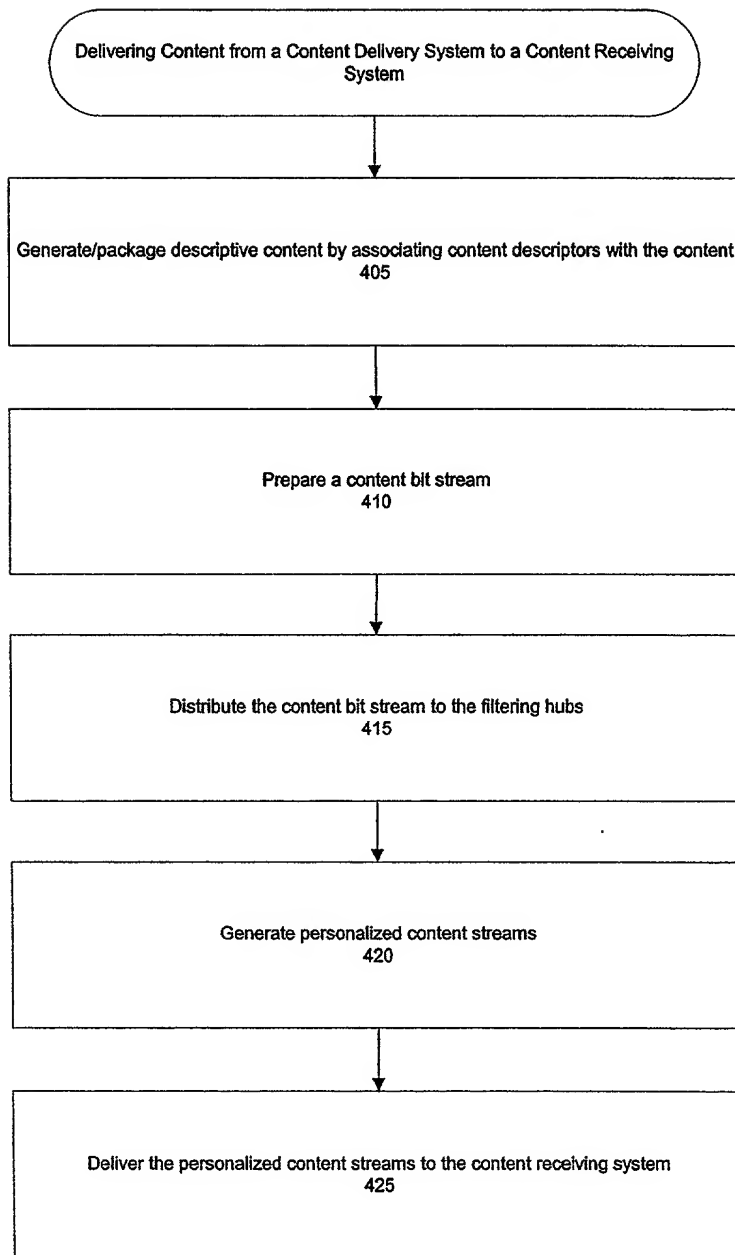 Delivering Content from a Content Delivery System to a Content Receiving
System
Generate/package descriptive content by associating content descriptors with the content
405
Prepare a content bit stream
410
Distribute the content bit stream to the filtering hubs
415
Generate personalized content streams
420
Deliver the personalized content streams to the content receiving system
425